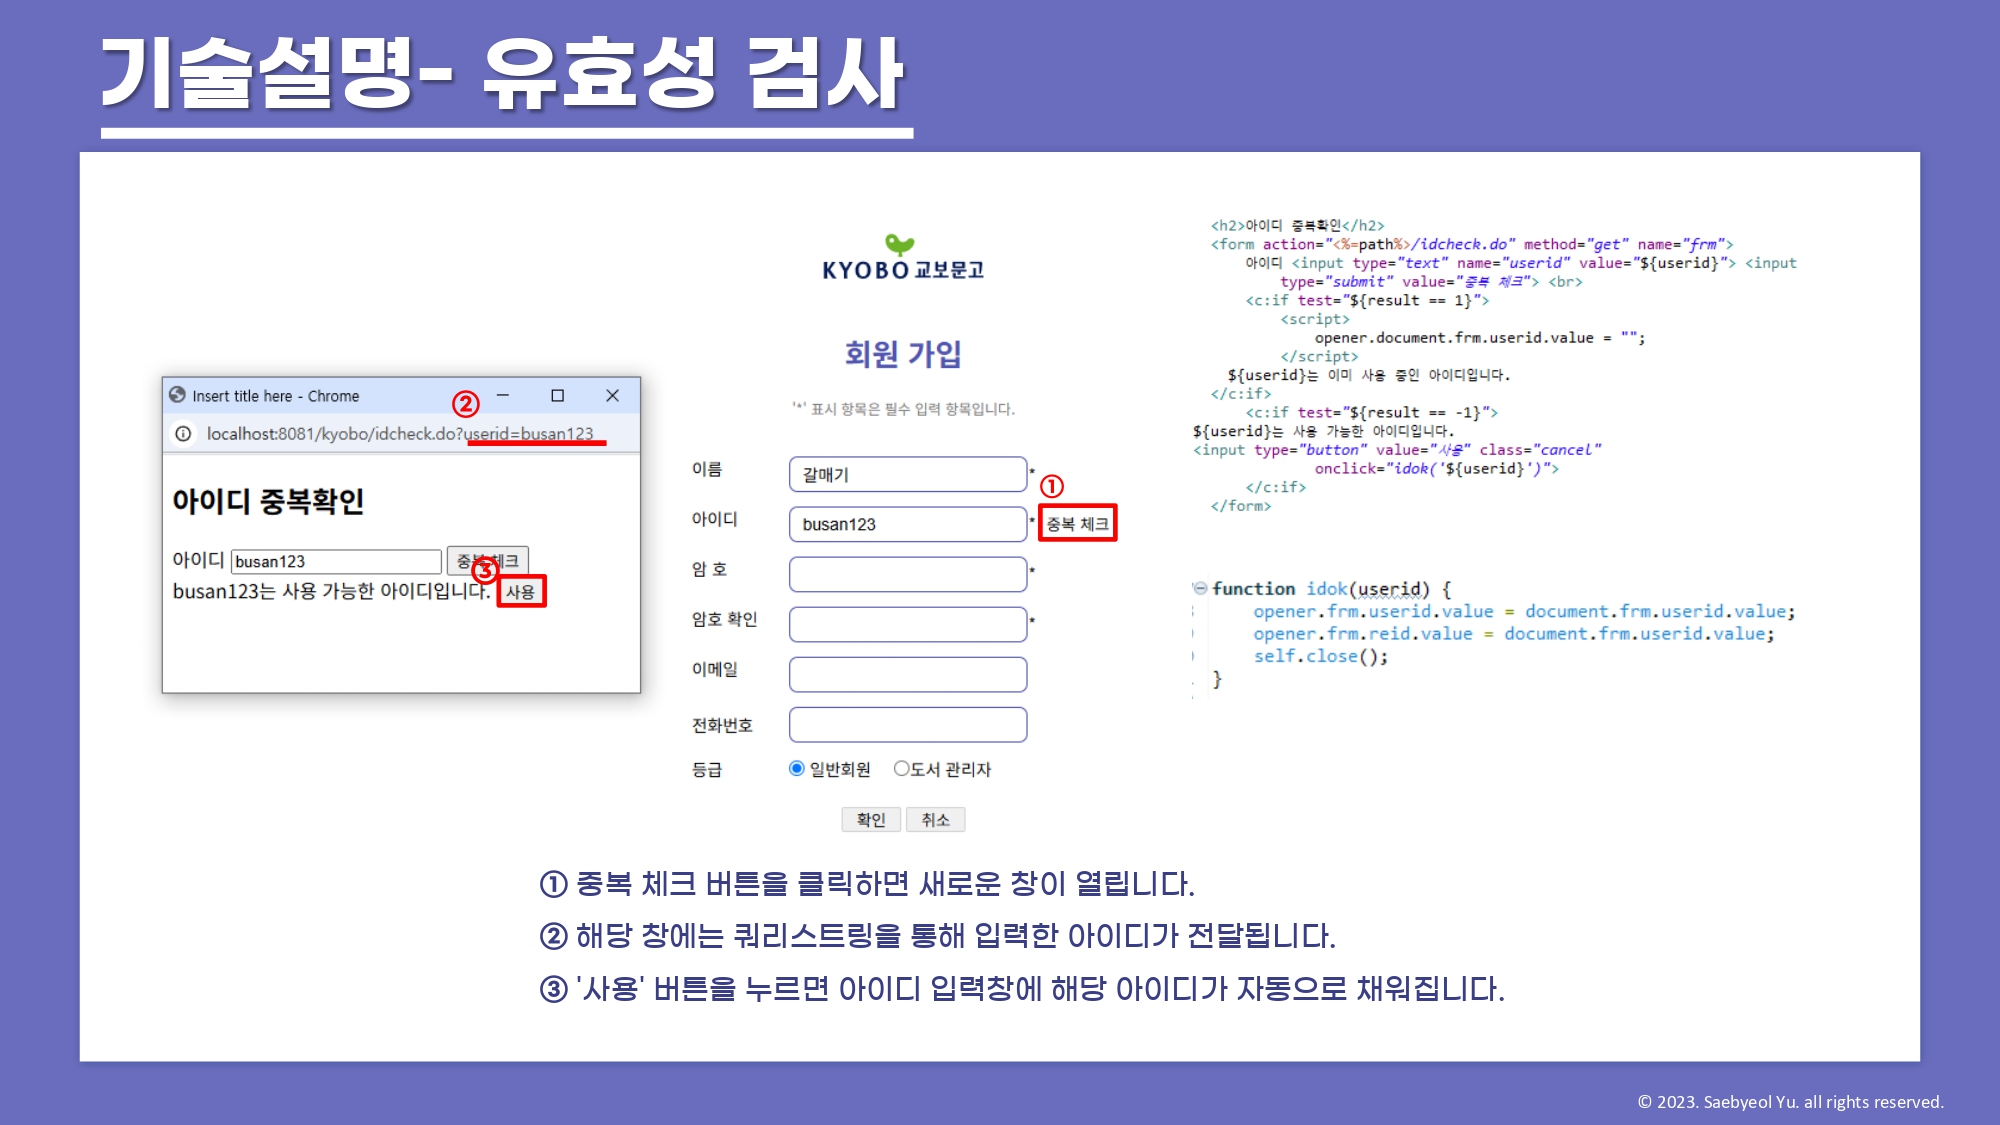 기술설명- 유효성 검사
Insert title here - Chrome
②
localhost:8081/kyobo/idcheck.do?userid=busan123
아이디 중복확인
아이디 busan123 중복 체크
③
busan123는 사용 가능한 아이디입니다. 사용
KYOBO 교보문고
회원 가입
'*' 표시 항목은 필수 입력 항목입니다.
이름 갈매기 *
①
아이디 busan123 * 중복 체크
암 호 *
암호 확인 *
이메일
전화번호
등급 일반회원 도서 관리자
확인 취소
<h2>아이디 중복확인</h2>
<form action="<%=path%>/idcheck.do" method="get" name="frm">
아이디 <input type="text" name="userid" value="${userid}"> <input
type="submit" value="중복 체크"> <br>
<c:if test="${result == 1}">
<script>
opener.document.frm.userid.value = "";
</script>
${userid}는 이미 사용 중인 아이디입니다.
</c:if>
<c:if test="${result == -1}">
${userid}는 사용 가능한 아이디입니다.
<input type="button" value="사용" class="cancel"
onclick="idok('${userid}')">
</c:if>
</form>
function idok(userid) {
opener.frm.userid.value = document.frm.userid.value;
opener.frm.reid.value = document.frm.userid.value;
self.close();
}
① 중복 체크 버튼을 클릭하면 새로운 창이 열립니다.
② 해당 창에는 쿼리스트링을 통해 입력한 아이디가 전달됩니다.
③ '사용' 버튼을 누르면 아이디 입력창에 해당 아이디가 자동으로 채워집니다.
© 2023. Saebyeol Yu. all rights reserved.